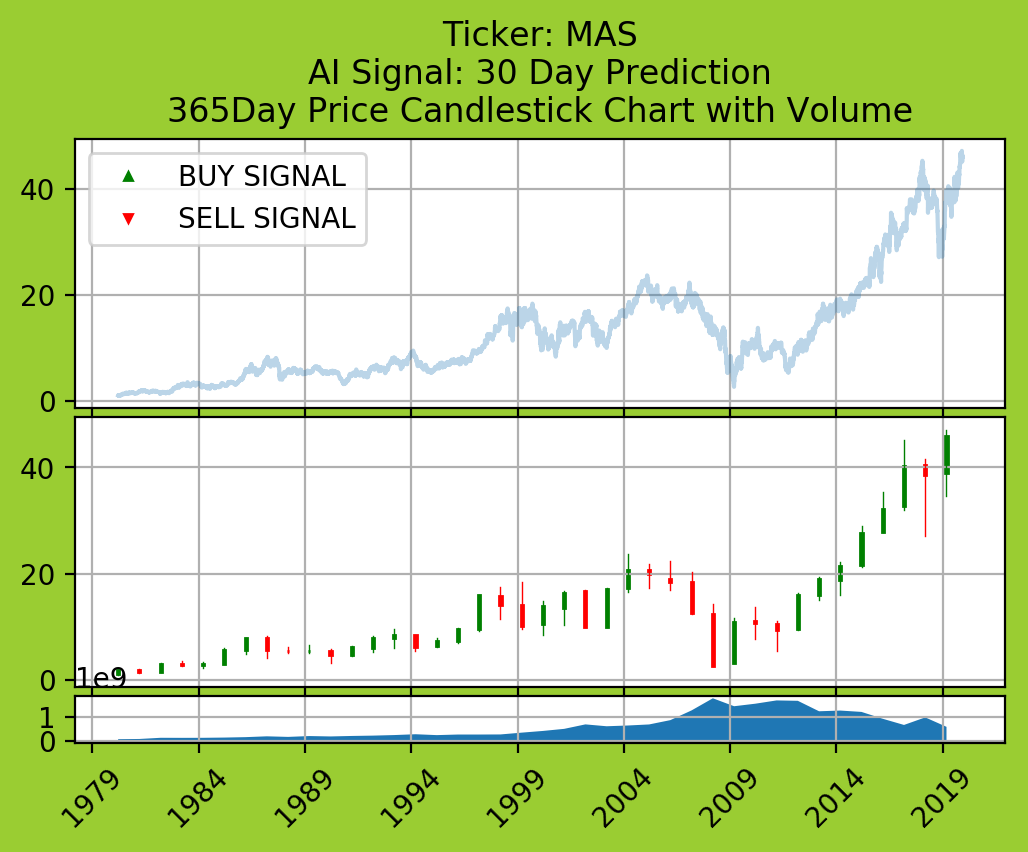 Ticker: MAS
AI Signal: 30 Day Prediction
365Day Price Candlestick Chart with Volume
BUY SIGNAL
SELL SIGNAL
40
20
0
40
20
0
1e9
1
0
1979 1984 1989 1994 1999 2004 2009 2014 2019